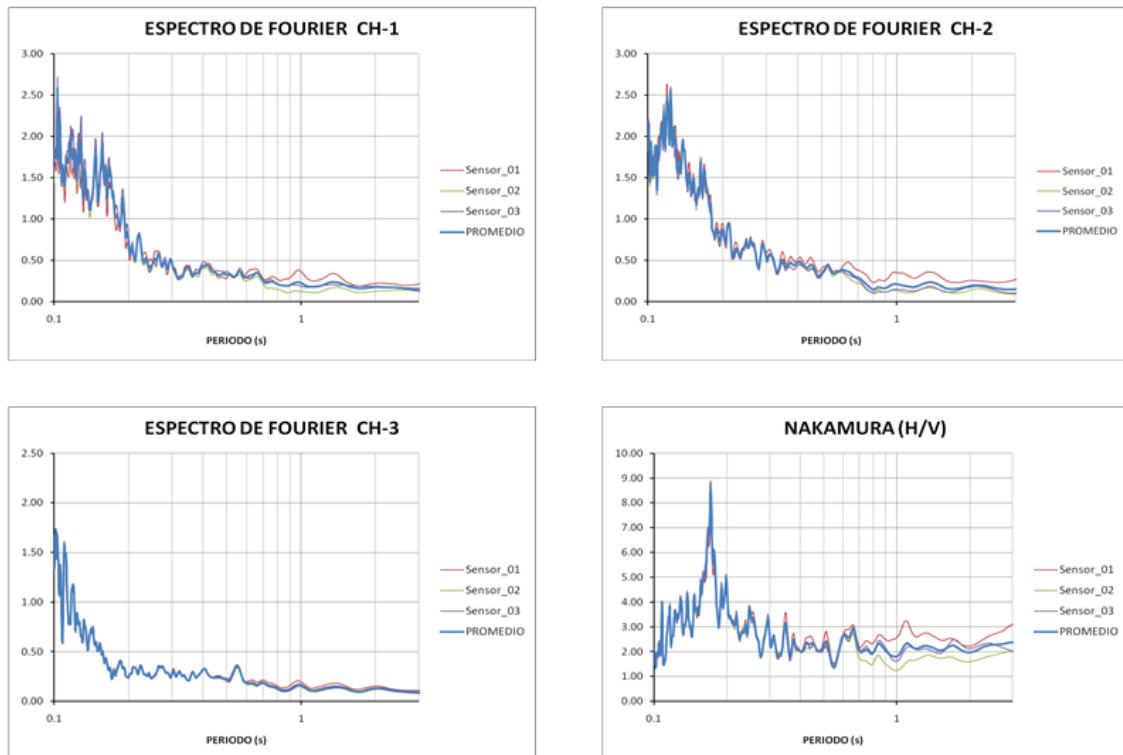 ESPECTRO DE FOURIER CH-1
3.00
2.50
2.00
1.50
1.00
0.50
0.00
0.1
1
PERIODO (s)
Sensor_01
Sensor_02
Sensor_03
PROMEDIO
ESPECTRO DE FOURIER CH-2
3.00
2.50
2.00
1.50
1.00
0.50
0.00
0.1
1
PERIODO (s)
Sensor_01
Sensor_02
Sensor_03
PROMEDIO
ESPECTRO DE FOURIER CH-3
2.50
2.00
1.50
1.00
0.50
0.00
0.1
1
PERIODO (s)
Sensor_01
Sensor_02
Sensor_03
PROMEDIO
NAKAMURA (H/V)
10.00
9.00
8.00
7.00
6.00
5.00
4.00
3.00
2.00
1.00
0.00
0.1
1
PERIODO (s)
Sensor_01
Sensor_02
Sensor_03
PROMEDIO